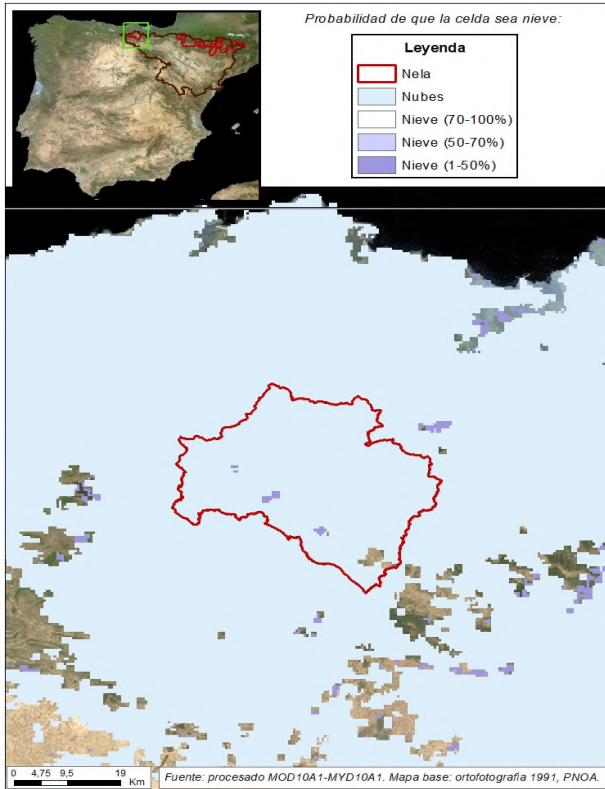 Probabilidad de que la celda sea nieve:
Leyenda
Nela
Nubes
Nieve (70-100%)
Nieve (50-70%)
Nieve (1-50%)
0 4,75 9,5 19
Km
Fuente: procesado MOD10A1-MYD10A1. Mapa base: ortofotografia 1991, PNOA.